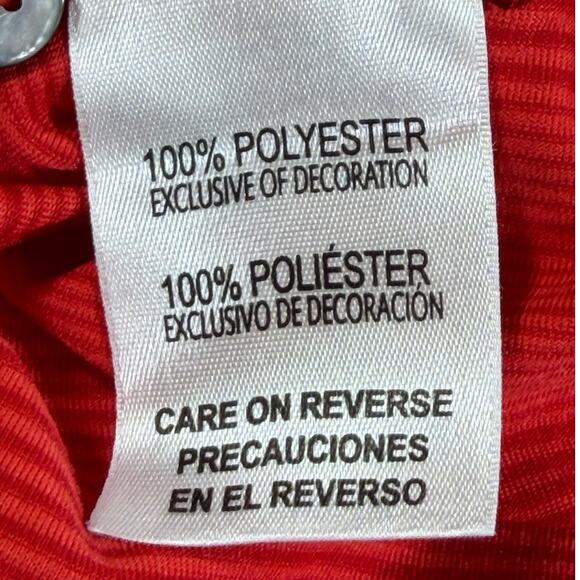 100% POLYESTER
EXCLUSIVE OF DECORATION
100% POLIÉSTER
EXCLUSIVO DE DECORACIÓN
CARE ON REVERSE
PRECAUCIONES
EN EL REVERSO